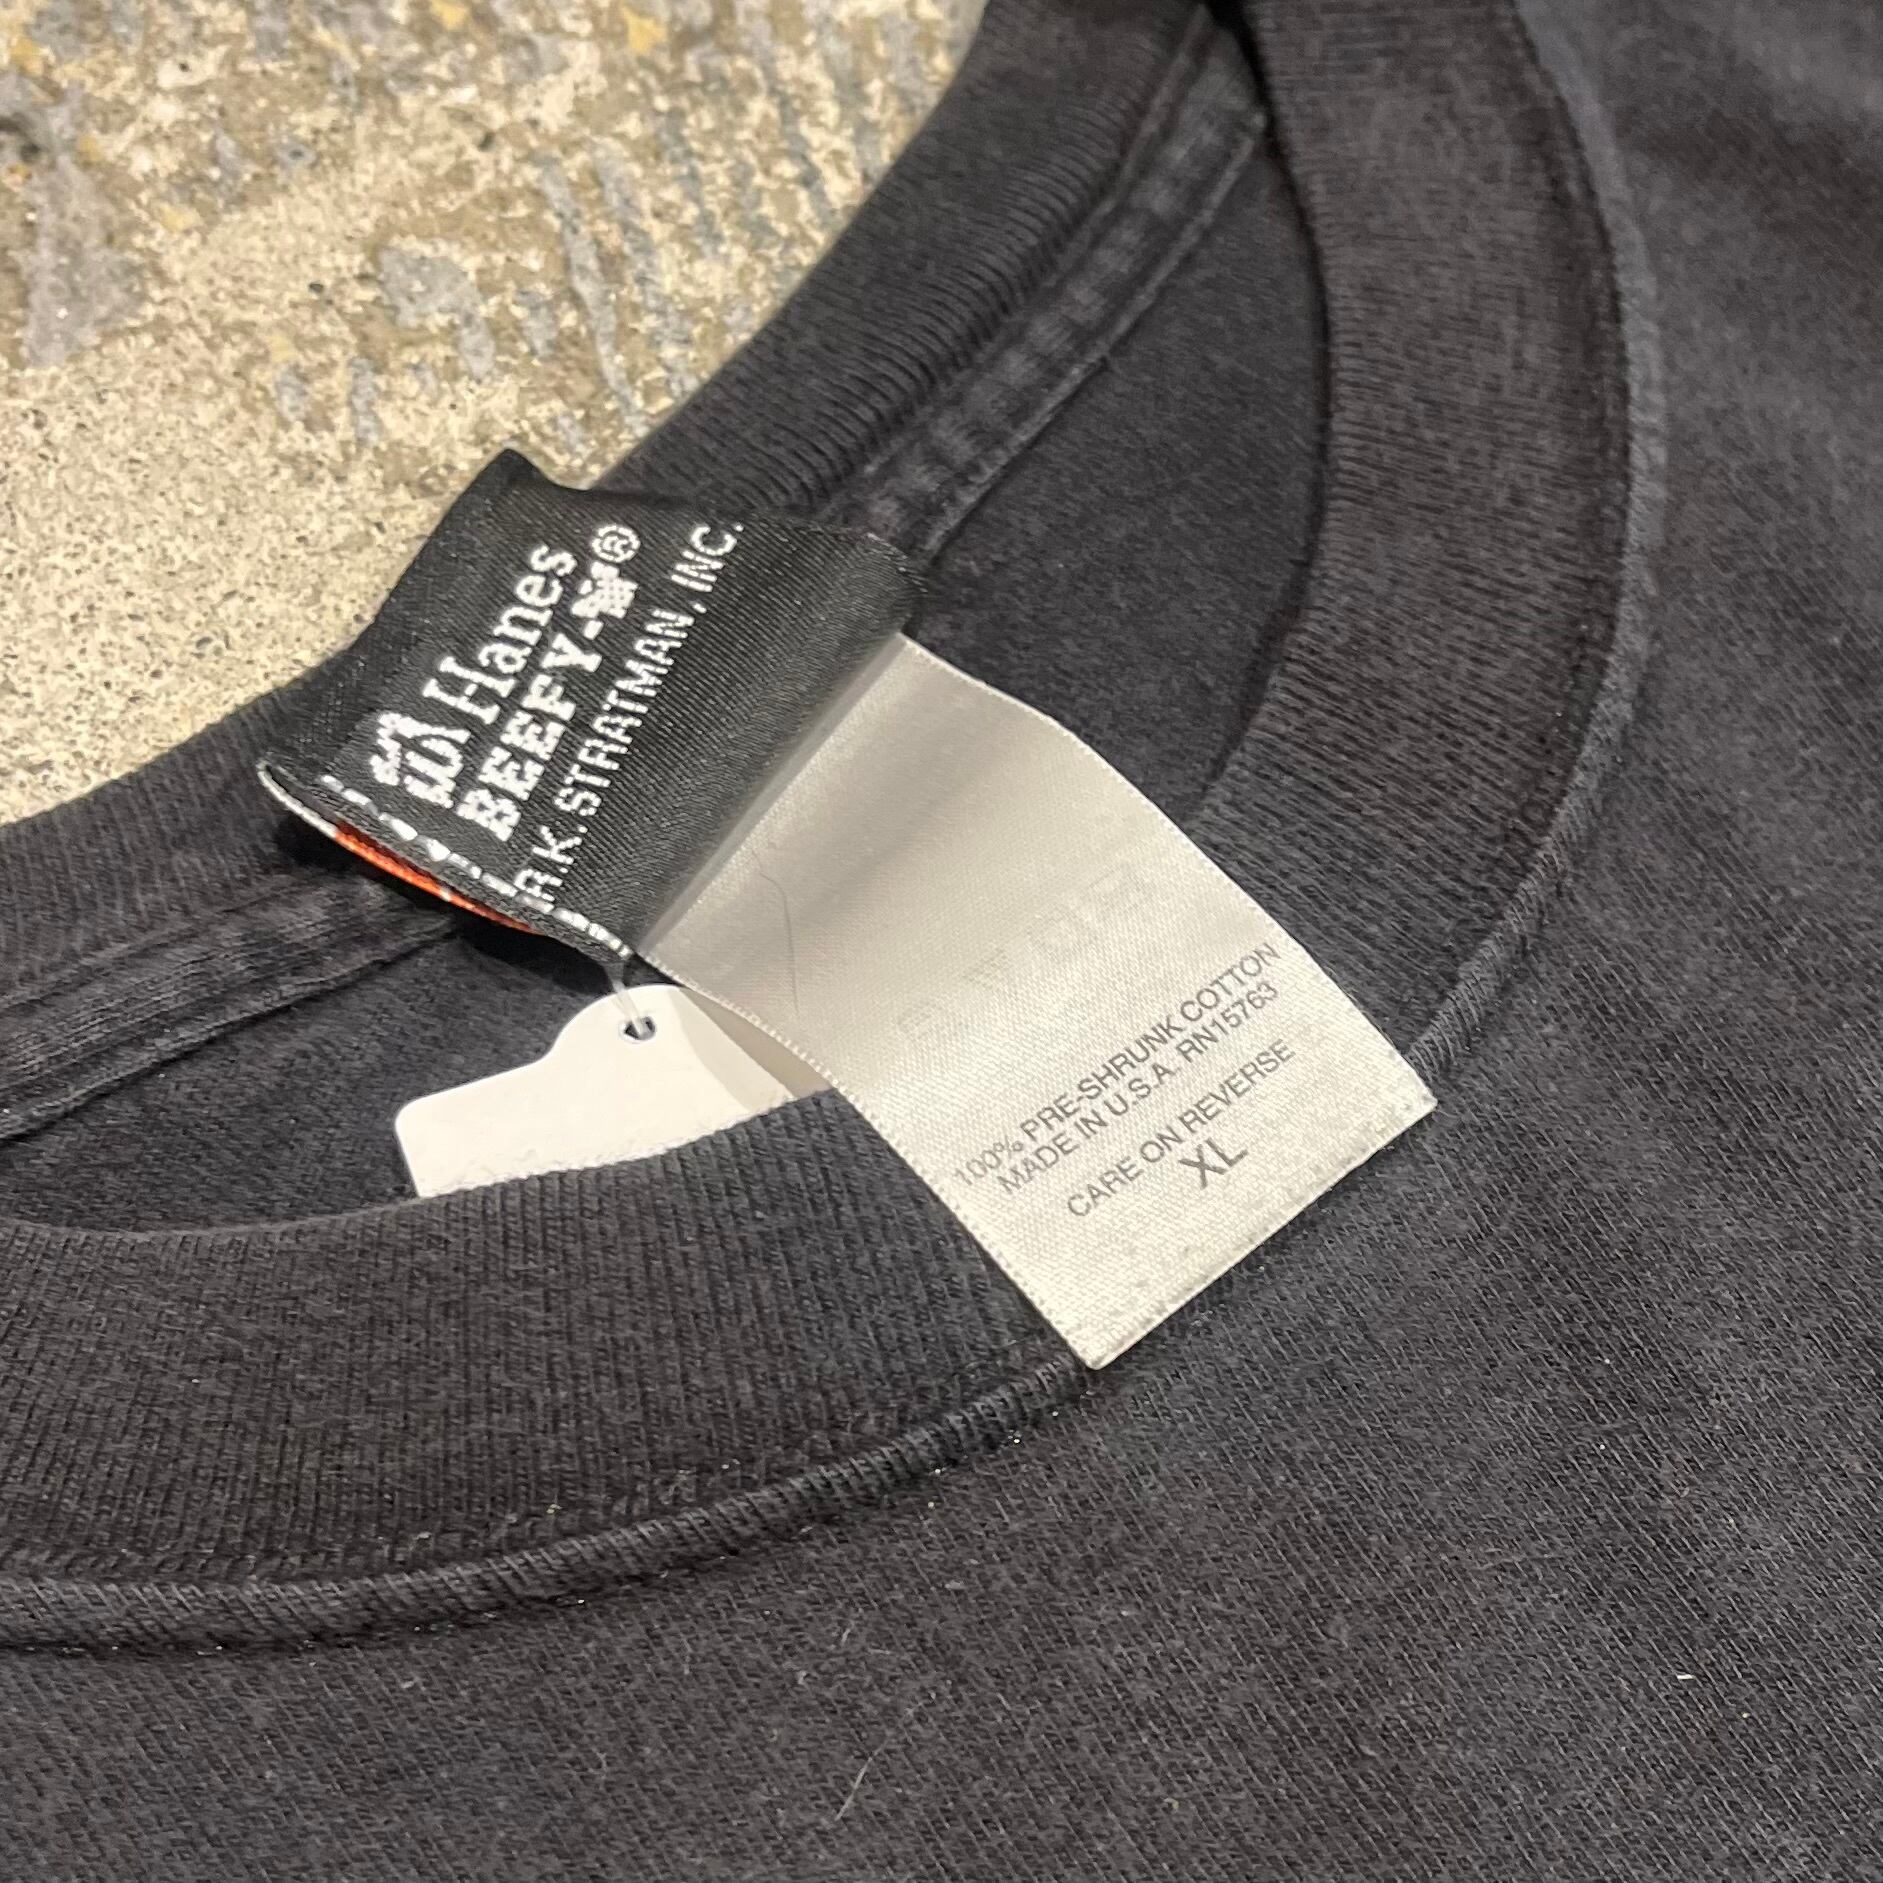 Hanes
BEEFY-T®
R.K. STRATMAN, INC.
100% PRE-SHRUNK COTTON
MADE IN U.S.A. RN15763
CARE ON REVERSE
XL